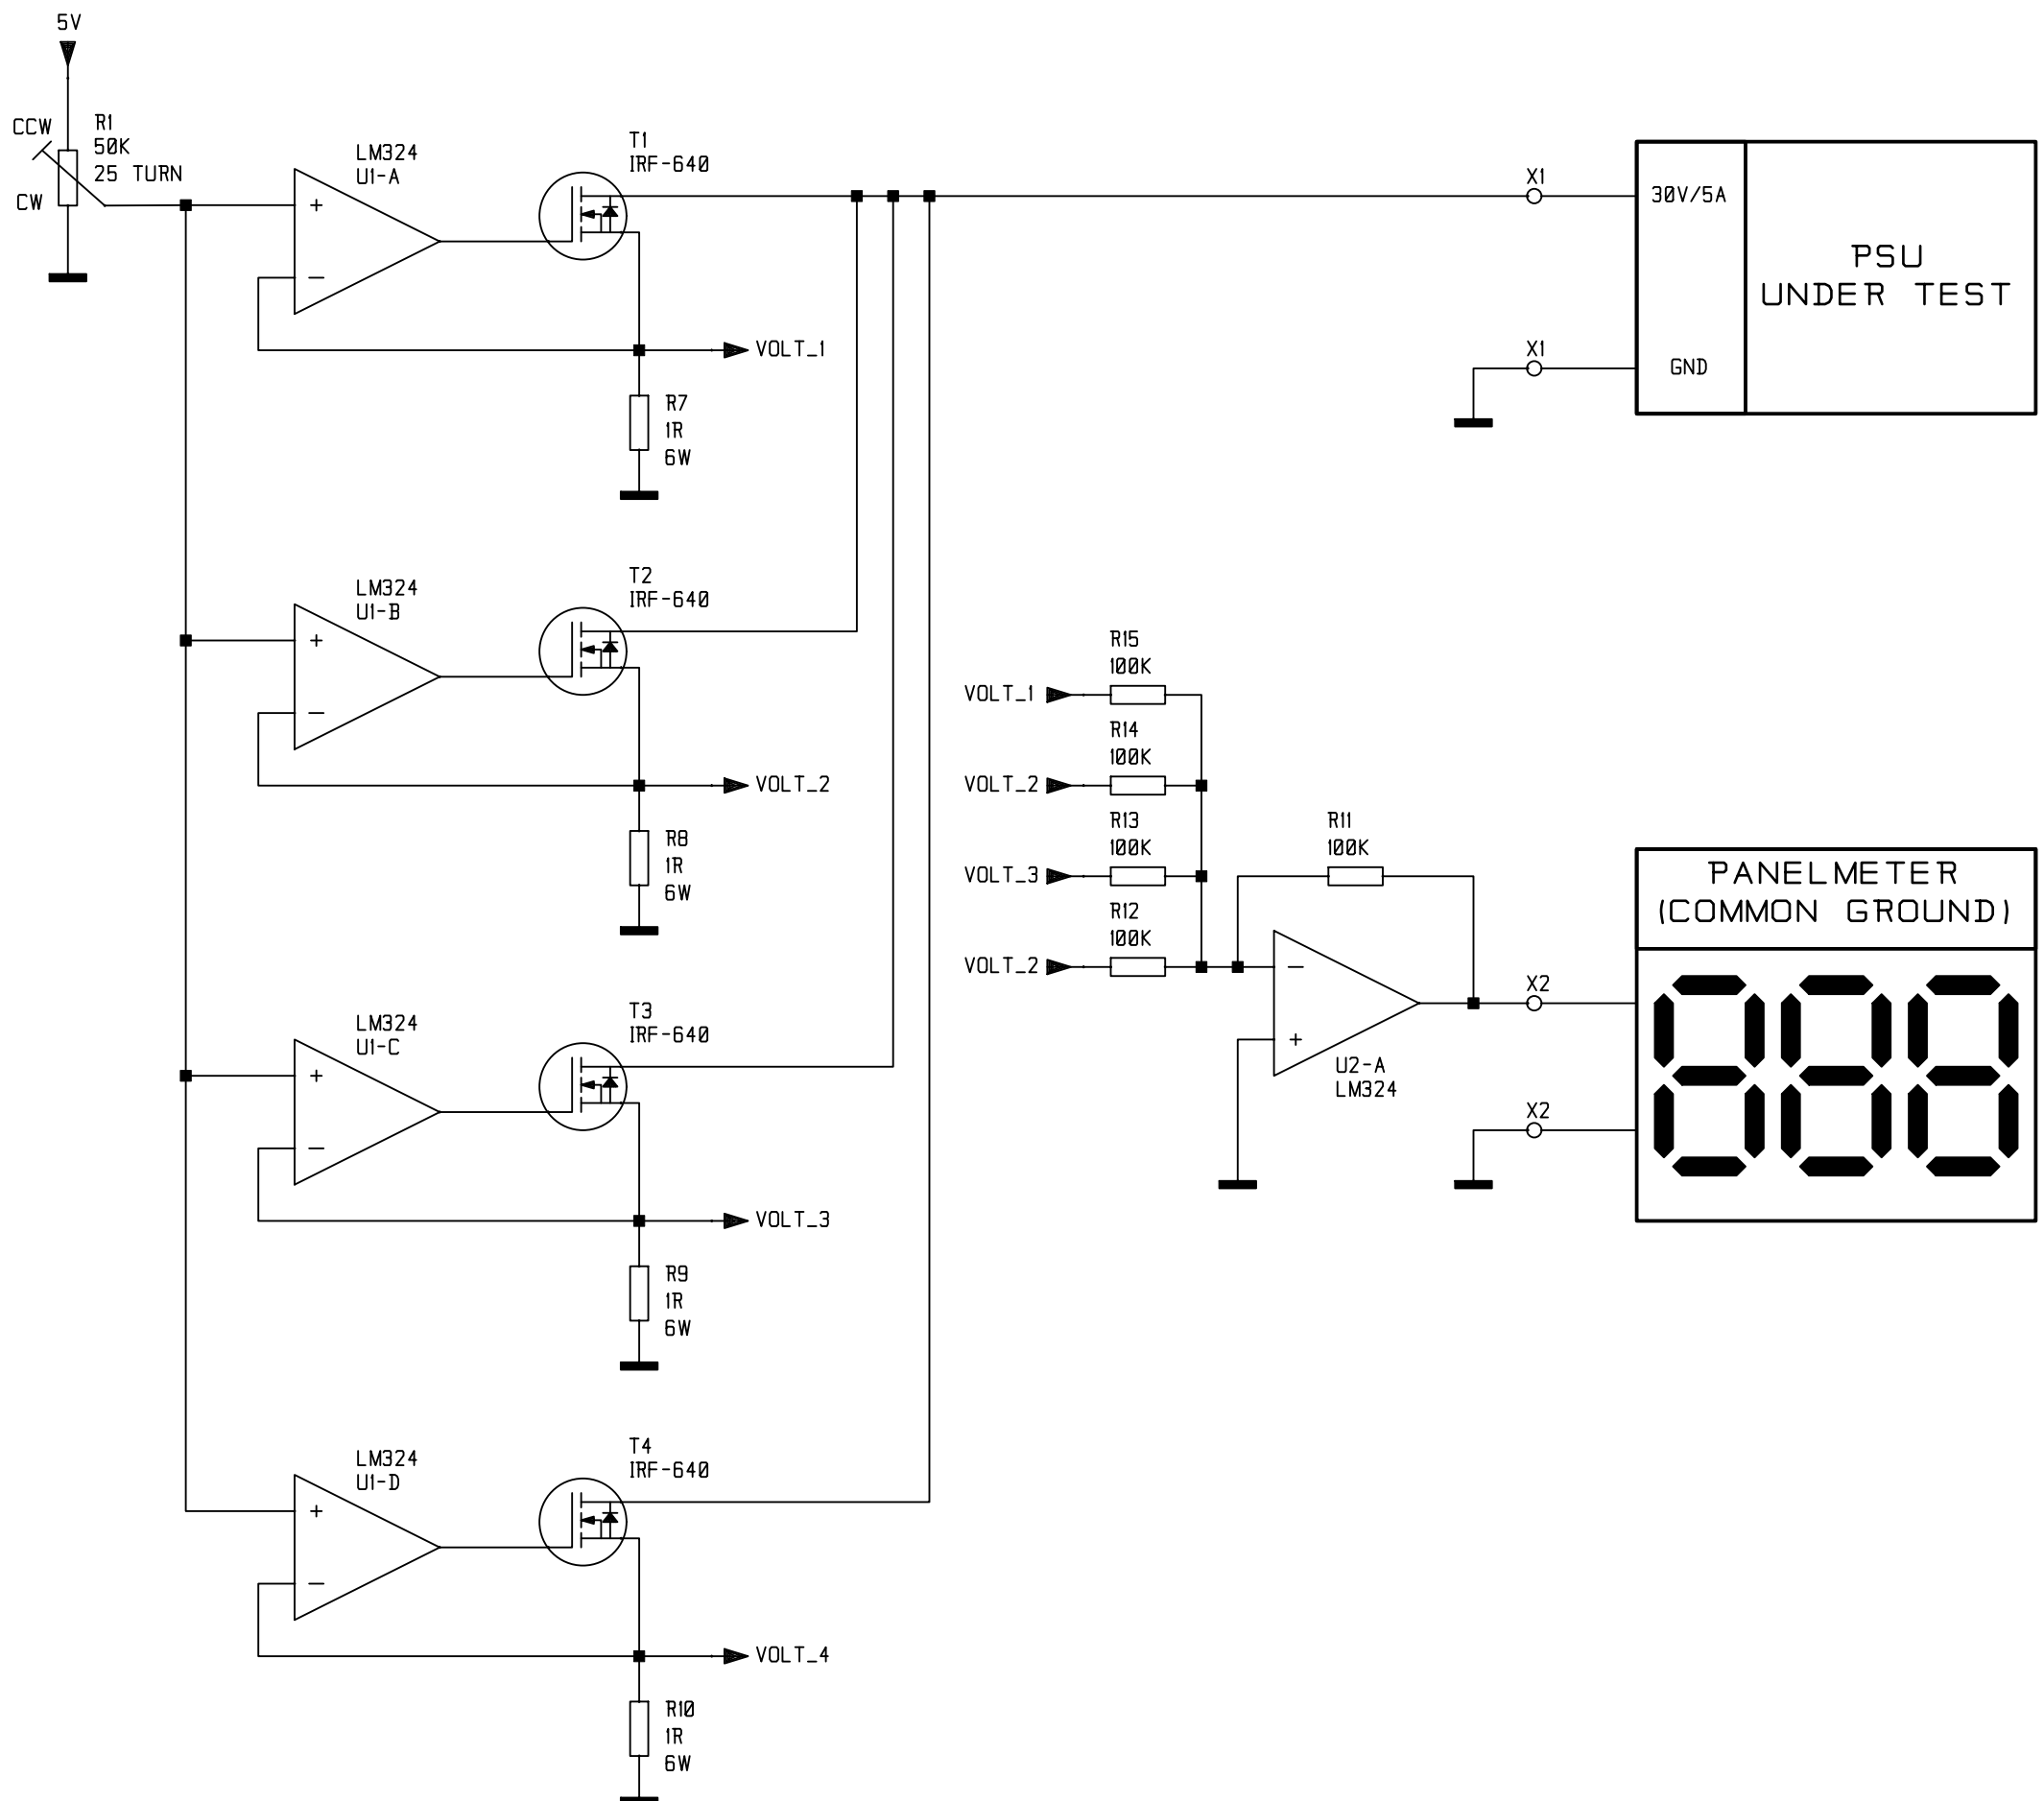 5V
CCW
R1
50K
25 TURN
CW
LM324
U1-A
+
−
T1
IRF-640
VOLT_1
R7
1R
6W
X1
30V/5A
PSU
UNDER TEST
X1
GND
LM324
U1-B
+
−
T2
IRF-640
VOLT_2
R8
1R
6W
R15
100K
VOLT_1
R14
100K
VOLT_2
R13
100K
VOLT_3
R12
100K
VOLT_2
R11
100K
−
+
U2-A
LM324
PANELMETER
(COMMON GROUND)
X2
X2
888
LM324
U1-C
+
−
T3
IRF-640
VOLT_3
R9
1R
6W
LM324
U1-D
+
−
T4
IRF-640
VOLT_4
R10
1R
6W